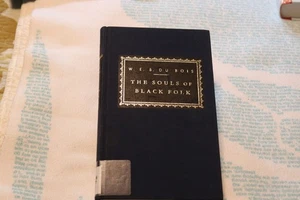 W. E. B. DU BOIS
THE SOULS OF
BLACK FOLK